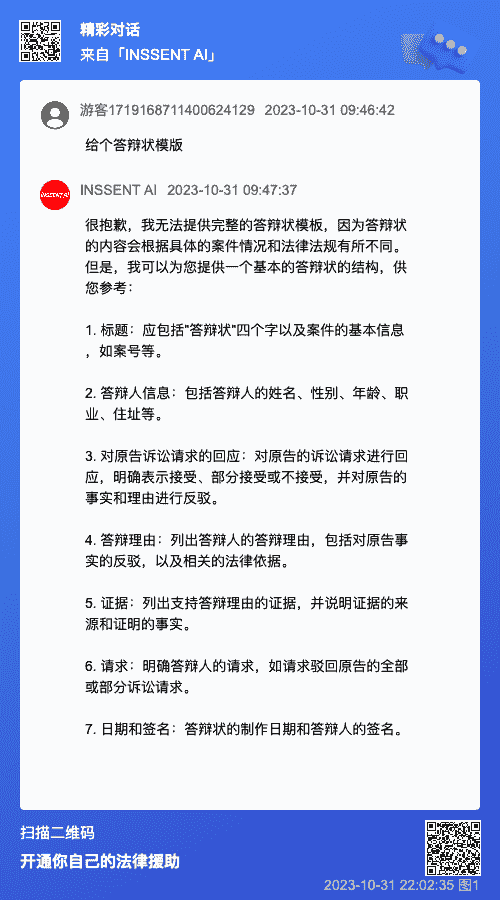 精彩对话
来自「INSSENT AI」
游客1719168711400624129 2023-10-31 09:46:42
给个答辩状模版
INSSENT AI
INSSENT AI 2023-10-31 09:47:37
很抱歉，我无法提供完整的答辩状模板，因为答辩状
的内容会根据具体的案件情况和法律法规有所不同。
但是，我可以为您提供一个基本的答辩状的结构，供
您参考：
1. 标题：应包括"答辩状"四个字以及案件的基本信息
，如案号等。
2. 答辩人信息：包括答辩人的姓名、性别、年龄、职
业、住址等。
3. 对原告诉讼请求的回应：对原告的诉讼请求进行回
应，明确表示接受、部分接受或不接受，并对原告的
事实和理由进行反驳。
4. 答辩理由：列出答辩人的答辩理由，包括对原告事
实的反驳，以及相关的法律依据。
5. 证据：列出支持答辩理由的证据，并说明证据的来
源和证明的事实。
6. 请求：明确答辩人的请求，如请求驳回原告的全部
或部分诉讼请求。
7. 日期和签名：答辩状的制作日期和答辩人的签名。
扫描二维码
开通你自己的法律援助
2023-10-31 22:02:35 图1